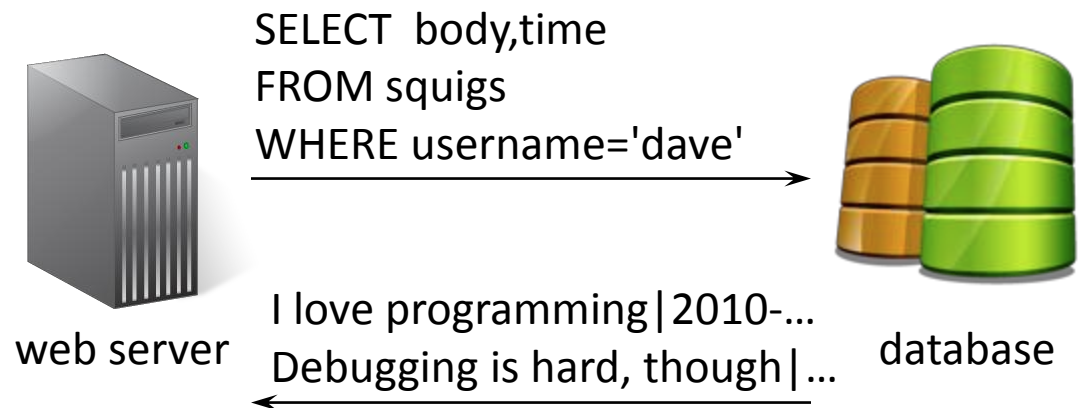 SELECT  body,time
FROM squigs
WHERE username='dave'
I love programming|2010-…
Debugging is hard, though|…
web server
database